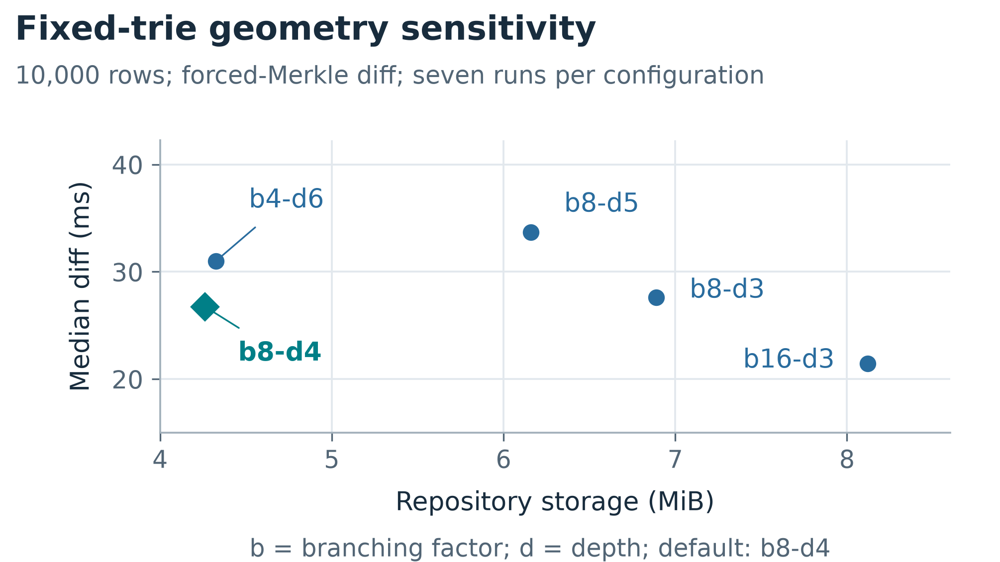 Fixed-trie geometry sensitivity
10,000 rows; forced-Merkle diff; seven runs per configuration
Median diff (ms)
40
30
20
b4-d6
b8-d5
b8-d3
b8-d4
b16-d3
4 5 6 7 8
Repository storage (MiB)
b = branching factor; d = depth; default: b8-d4